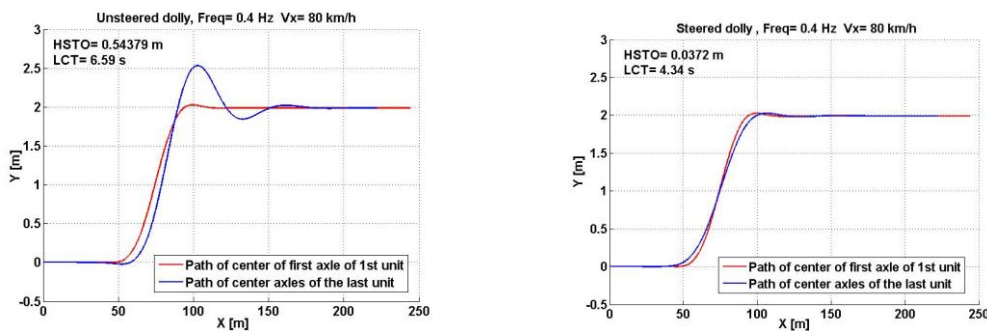 Unsteered dolly, Freq= 0.4 Hz Vx= 80 km/h
HSTO= 0.54379 m
LCT= 6.59 s
3
2.5
2
1.5
1
0.5
0
-0.5
Y [m]
0 50 100 150 200 250
X [m]
Path of center of first axle of 1st unit
Path of center axles of the last unit
Steered dolly , Freq= 0.4 Hz Vx= 80 km/h
HSTO= 0.0372 m
LCT= 4.34 s
3
2.5
2
1.5
1
0.5
0
-0.5
Y [m]
0 50 100 150 200 250
X [m]
Path of center of first axle of 1st unit
Path of center axles of the last unit